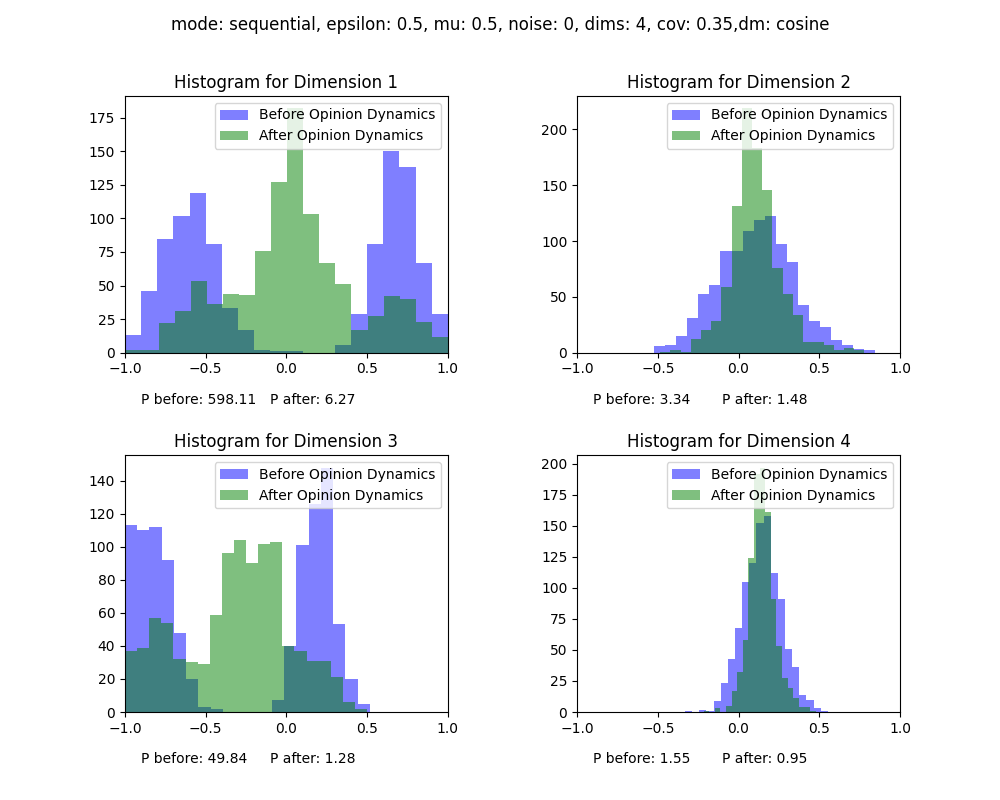 mode: sequential, epsilon: 0.5, mu: 0.5, noise: 0, dims: 4, cov: 0.35,dm: cosine
Histogram for Dimension 1
Before Opinion Dynamics
After Opinion Dynamics
175
150
125
100
75
50
25
0
−1.0 −0.5 0.0 0.5 1.0
P before: 598.11 P after: 6.27
Histogram for Dimension 2
Before Opinion Dynamics
After Opinion Dynamics
200
150
100
50
0
−1.0 −0.5 0.0 0.5 1.0
P before: 3.34 P after: 1.48
Histogram for Dimension 3
Before Opinion Dynamics
After Opinion Dynamics
140
120
100
80
60
40
20
0
−1.0 −0.5 0.0 0.5 1.0
P before: 49.84 P after: 1.28
Histogram for Dimension 4
Before Opinion Dynamics
After Opinion Dynamics
200
175
150
125
100
75
50
25
0
−1.0 −0.5 0.0 0.5 1.0
P before: 1.55 P after: 0.95